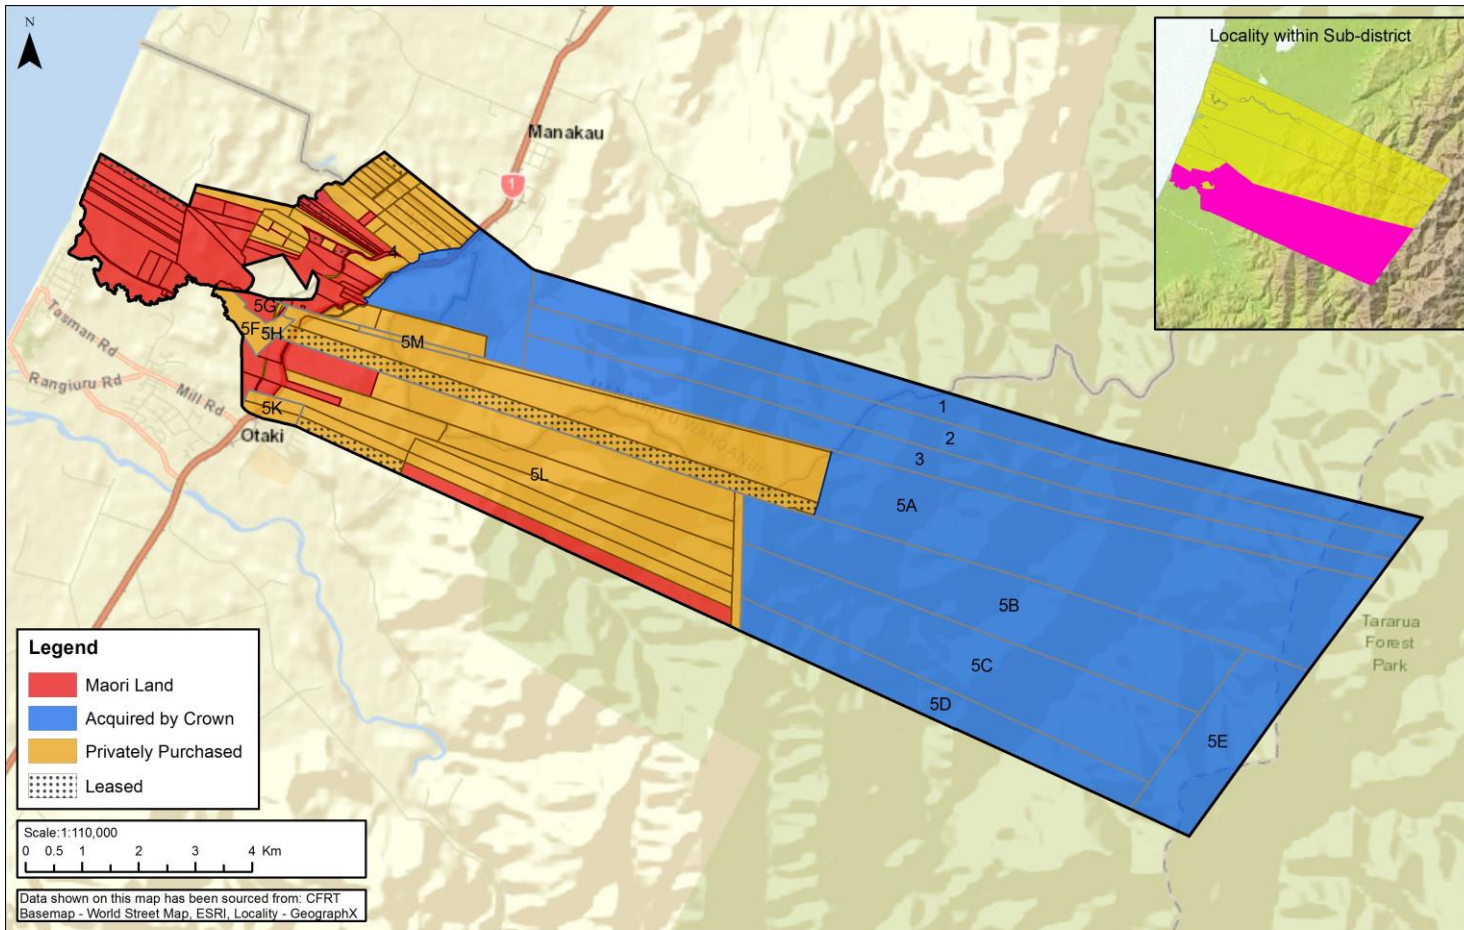 N
Locality within Sub-district
Manakau
1
4
5G
5F
5H
5M
Tasman Rd
Rangiuru Rd
Mill Rd
5K
Otaki
MANAWATU-WANGANUI
1
2
3
5L
5A
5B
5C
5D
5E
Tararua
Forest
Park
Legend
Maori Land
Acquired by Crown
Privately Purchased
Leased
Scale:1:110,000
0 0.5 1 2 3 4 Km
Data shown on this map has been sourced from: CFRT
Basemap - World Street Map, ESRI, Locality - GeographX